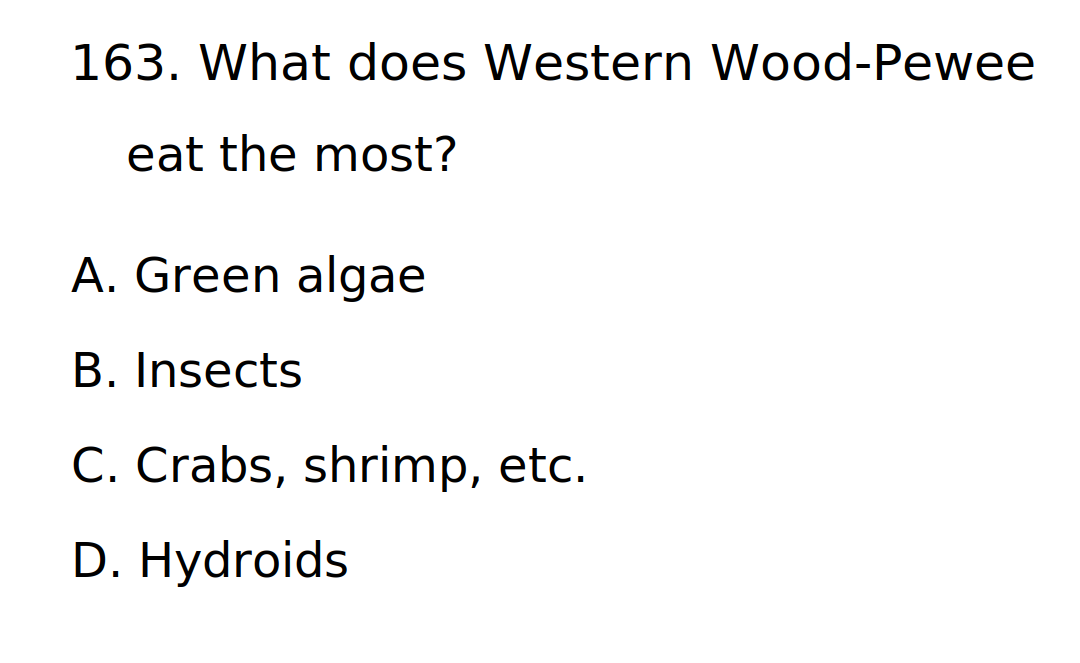 163. What does Western Wood-Pewee
eat the most?
A. Green algae
B. Insects
C. Crabs, shrimp, etc.
D. Hydroids